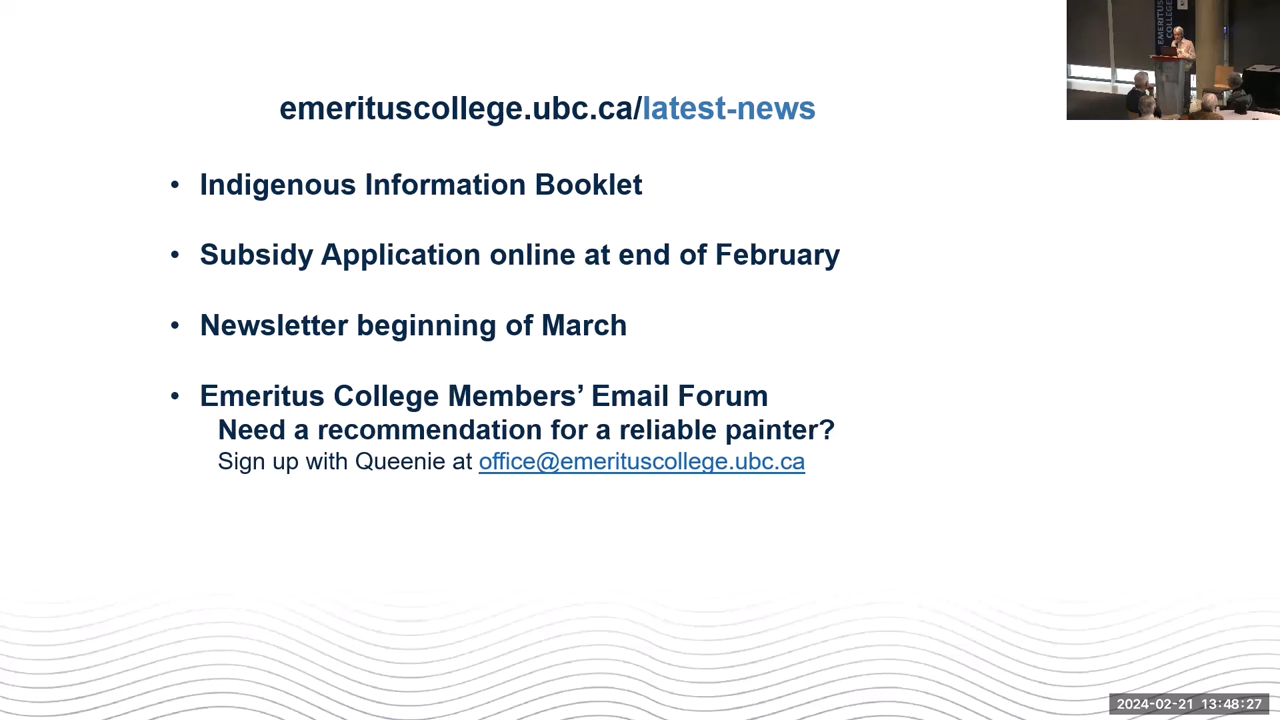 EMERITUS
COLLEGE
emerituscollege.ubc.ca/latest-news
• Indigenous Information Booklet
• Subsidy Application online at end of February
• Newsletter beginning of March
• Emeritus College Members’ Email Forum
Need a recommendation for a reliable painter?
Sign up with Queenie at office@emerituscollege.ubc.ca
2024-02-21 13:48:27